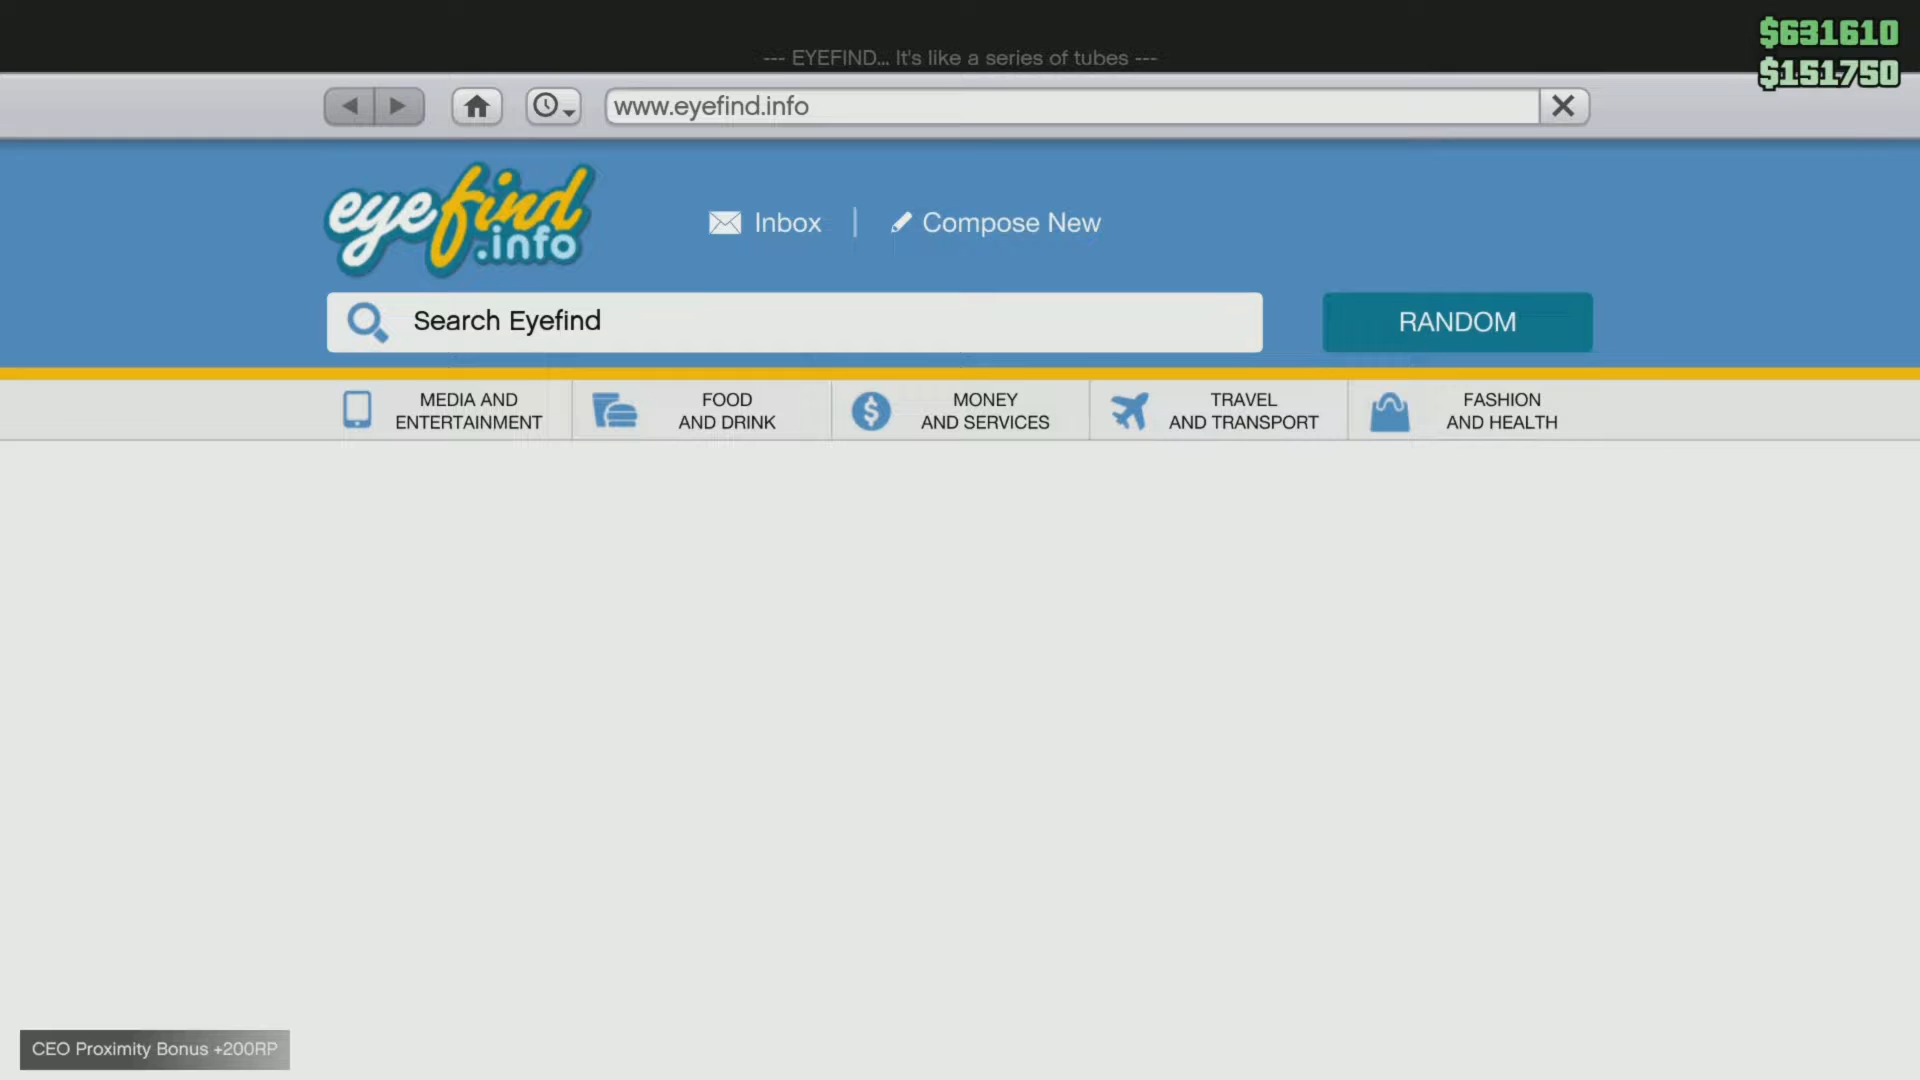 $631610
--- EYEFIND... It's like a series of tubes ---
$151750
www.eyefind.info
eyefind
.info
Inbox
Compose New
Search Eyefind
RANDOM
MEDIA AND
ENTERTAINMENT
FOOD
AND DRINK
MONEY
AND SERVICES
TRAVEL
AND TRANSPORT
FASHION
AND HEALTH
CEO Proximity Bonus +200RP